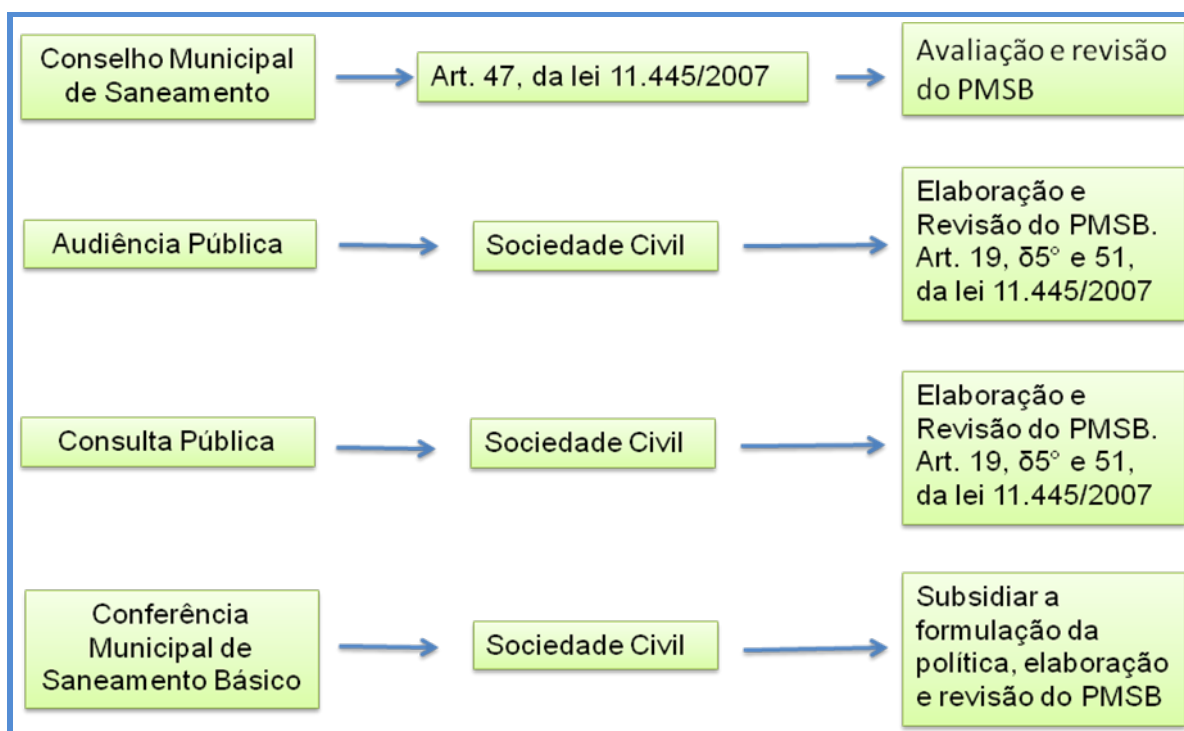 Conselho Municipal
de Saneamento
Art. 47, da lei 11.445/2007
Avaliação e revisão
do PMSB
Audiência Pública
Sociedade Civil
Elaboração e
Revisão do PMSB.
Art. 19, δ5° e 51,
da lei 11.445/2007
Consulta Pública
Sociedade Civil
Elaboração e
Revisão do PMSB.
Art. 19, δ5° e 51,
da lei 11.445/2007
Conferência
Municipal de
Saneamento Básico
Sociedade Civil
Subsidiar a
formulação da
política, elaboração
e revisão do PMSB